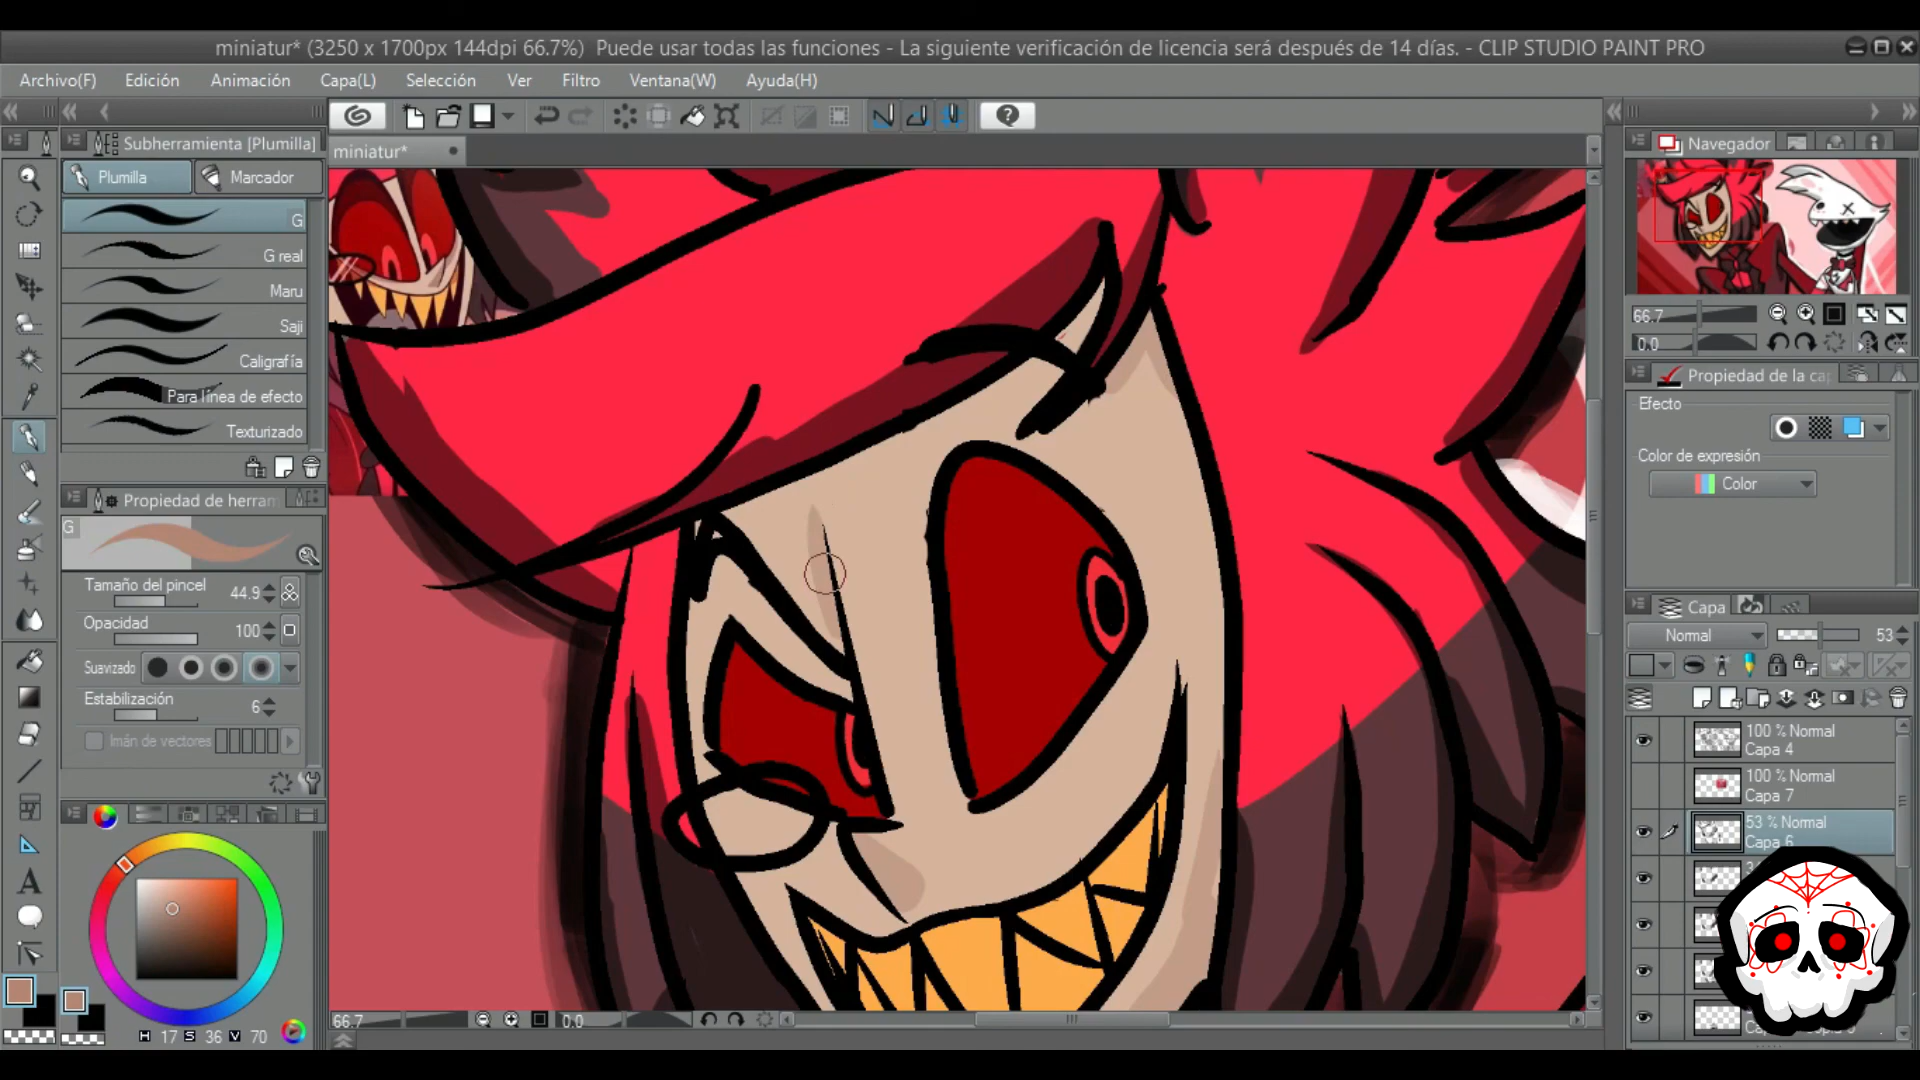 miniatur* (3250 x 1700px 144dpi 66.7%) Puede usar todas las funciones - La siguiente verificación de licencia será después de 14 días. - CLIP STUDIO PAINT PRO
Archivo(F) Edición Animación Capa(L) Selección Ver Filtro Ventana(W) Ayuda(H)
Subherramienta [Plumilla]
miniatur*
Navegador
Plumilla Marcador
G
G real
Maru
Saji
Caligrafía
Para línea de efecto
Texturizado
66.7
0.0
Propiedad de la cap
Efecto
Color de expresión
Color
Propiedad de herram
G
Tamaño del pincel 44.9
Opacidad 100
Suavizado
Estabilización 6
Imán de vectores
Capa
Normal 53
100 % Normal
Capa 4
100 % Normal
Capa 7
53 % Normal
Capa 6
66.7 0.0
H 17 S 36 V 70